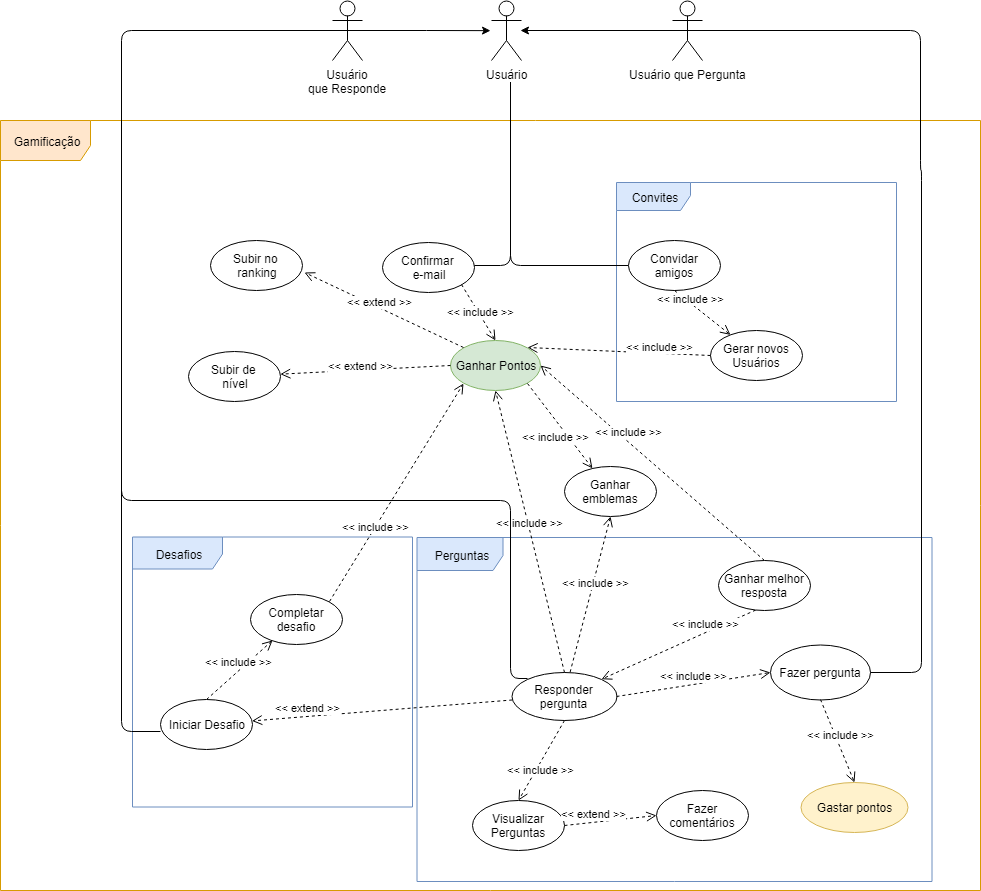 Usuário
que Responde
Usuário
Usuário que Pergunta
Gamificação
Convites
Subir no
ranking
Confirmar
e-mail
Convidar
amigos
<< extend >>
<< include >>
<< include >>
Subir de
nível
<< extend >>
Ganhar Pontos
<< include >>
Gerar novos
Usuários
<< include >>
<< include >>
Ganhar
emblemas
<< include >>
<< include >>
Desafios
Perguntas
Completar
desafio
<< include >>
Ganhar melhor
resposta
<< include >>
<< include >>
Iniciar Desafio
<< extend >>
Responder
pergunta
<< include >>
Fazer pergunta
<< include >>
<< include >>
Visualizar
Perguntas
<< extend >>
Fazer
comentários
Gastar pontos